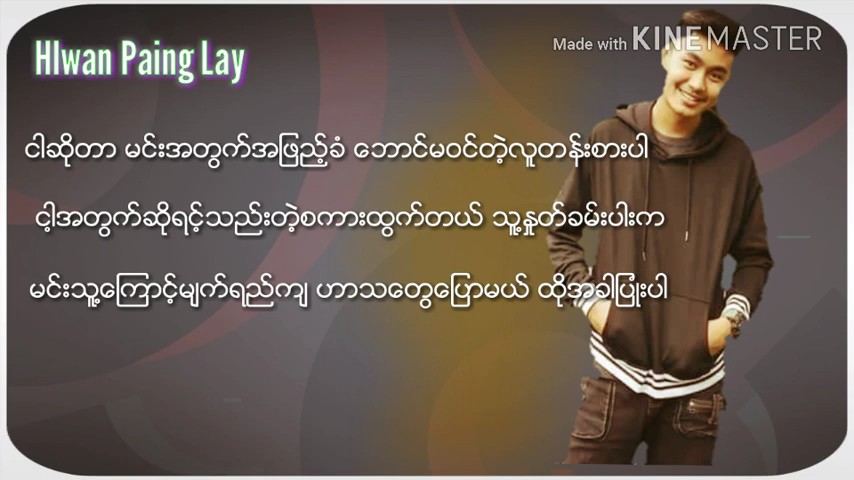 Hlwan Paing Lay
Made with KINEMASTER
ငါဆိုတာ မင်းအတွက်အဖြည့်ခံ ဘောင်မဝင်တဲ့လူတန်းစားပါ
ငါ့အတွက်ဆိုရင့်သည်းတဲ့စကားထွက်တယ် သူ့နှုတ်ခမ်းပါးက
မင်းသူ့ကြောင့်မျက်ရည်ကျ ဟာသတွေပြောမယ် ထိုအခါပြုံးပါ